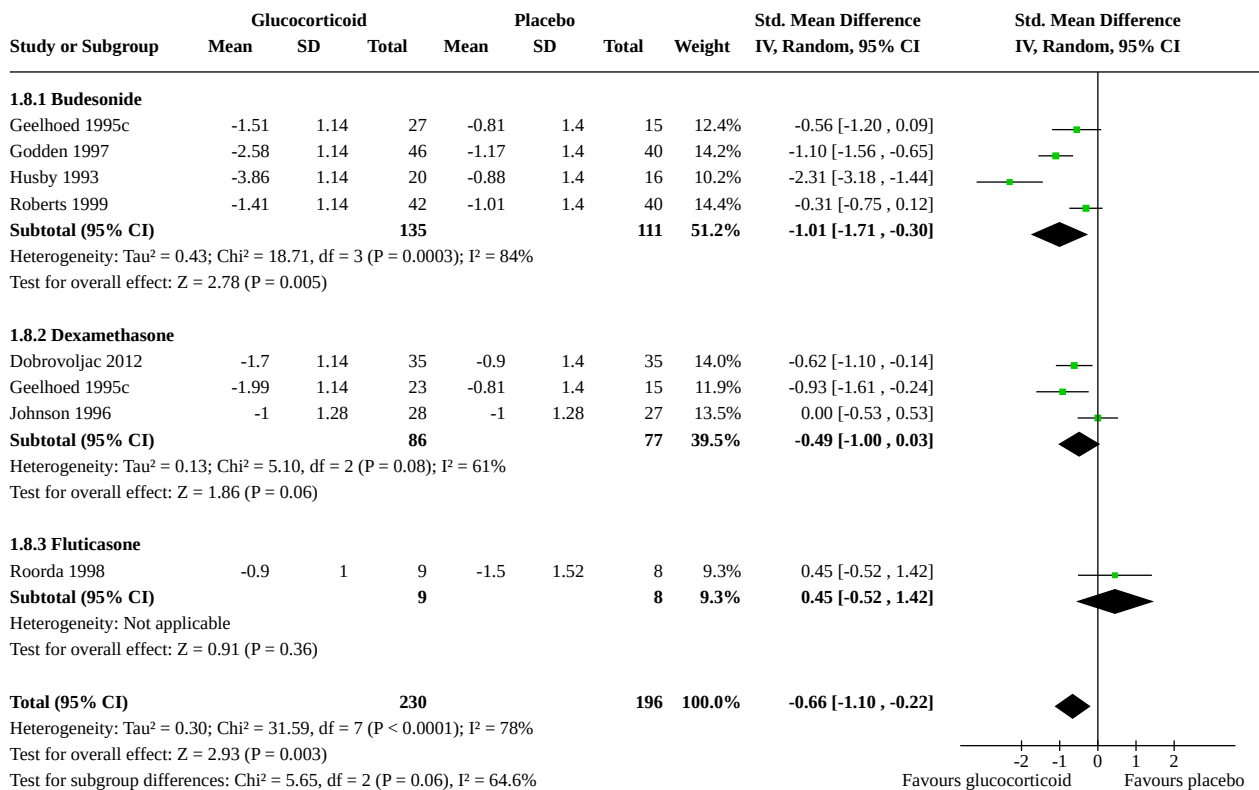 Glucocorticoid Placebo Std. Mean Difference Std. Mean Difference
Study or Subgroup Mean SD Total Mean SD Total Weight IV, Random, 95% CI IV, Random, 95% CI
1.8.1 Budesonide
Geelhoed 1995c -1.51 1.14 27 -0.81 1.4 15 12.4% -0.56 [-1.20 , 0.09]
Godden 1997 -2.58 1.14 46 -1.17 1.4 40 14.2% -1.10 [-1.56 , -0.65]
Husby 1993 -3.86 1.14 20 -0.88 1.4 16 10.2% -2.31 [-3.18 , -1.44]
Roberts 1999 -1.41 1.14 42 -1.01 1.4 40 14.4% -0.31 [-0.75 , 0.12]
Subtotal (95% CI) 135 111 51.2% -1.01 [-1.71 , -0.30]
Heterogeneity: Tau² = 0.43; Chi² = 18.71, df = 3 (P = 0.0003); I² = 84%
Test for overall effect: Z = 2.78 (P = 0.005)
1.8.2 Dexamethasone
Dobrovoljac 2012 -1.7 1.14 35 -0.9 1.4 35 14.0% -0.62 [-1.10 , -0.14]
Geelhoed 1995c -1.99 1.14 23 -0.81 1.4 15 11.9% -0.93 [-1.61 , -0.24]
Johnson 1996 -1 1.28 28 -1 1.28 27 13.5% 0.00 [-0.53 , 0.53]
Subtotal (95% CI) 86 77 39.5% -0.49 [-1.00 , 0.03]
Heterogeneity: Tau² = 0.13; Chi² = 5.10, df = 2 (P = 0.08); I² = 61%
Test for overall effect: Z = 1.86 (P = 0.06)
1.8.3 Fluticasone
Roorda 1998 -0.9 1 9 -1.5 1.52 8 9.3% 0.45 [-0.52 , 1.42]
Subtotal (95% CI) 9 8 9.3% 0.45 [-0.52 , 1.42]
Heterogeneity: Not applicable
Test for overall effect: Z = 0.91 (P = 0.36)
Total (95% CI) 230 196 100.0% -0.66 [-1.10 , -0.22]
Heterogeneity: Tau² = 0.30; Chi² = 31.59, df = 7 (P < 0.0001); I² = 78%
Test for overall effect: Z = 2.93 (P = 0.003)
-2 -1 0 1 2
Test for subgroup differences: Chi² = 5.65, df = 2 (P = 0.06), I² = 64.6%
Favours glucocorticoid Favours placebo